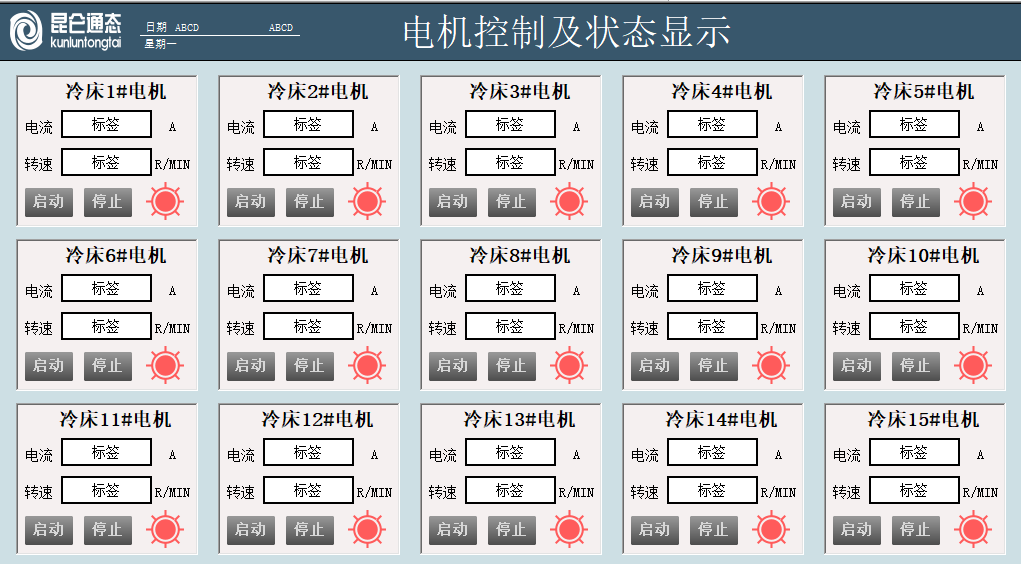 昆仑通态
kunluntongtai
日期 ABCD ABCD
星期一
电机控制及状态显示
冷床1#电机 冷床2#电机 冷床3#电机 冷床4#电机 冷床5#电机
电流 标签 A 电流 标签 A 电流 标签 A 电流 标签 A 电流 标签 A
转速 标签 R/MIN 转速 标签 R/MIN 转速 标签 R/MIN 转速 标签 R/MIN 转速 标签 R/MIN
启动 停止 启动 停止 启动 停止 启动 停止 启动 停止
冷床6#电机 冷床7#电机 冷床8#电机 冷床9#电机 冷床10#电机
电流 标签 A 电流 标签 A 电流 标签 A 电流 标签 A 电流 标签 A
转速 标签 R/MIN 转速 标签 R/MIN 转速 标签 R/MIN 转速 标签 R/MIN 转速 标签 R/MIN
启动 停止 启动 停止 启动 停止 启动 停止 启动 停止
冷床11#电机 冷床12#电机 冷床13#电机 冷床14#电机 冷床15#电机
电流 标签 A 电流 标签 A 电流 标签 A 电流 标签 A 电流 标签 A
转速 标签 R/MIN 转速 标签 R/MIN 转速 标签 R/MIN 转速 标签 R/MIN 转速 标签 R/MIN
启动 停止 启动 停止 启动 停止 启动 停止 启动 停止